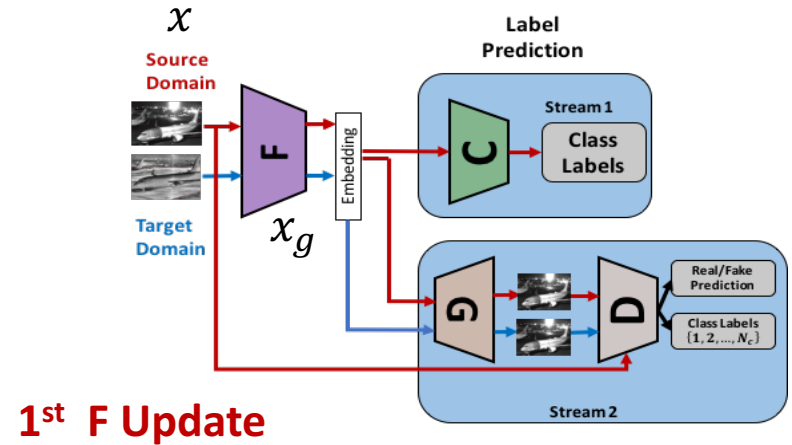 x
Label
Prediction
Source
Domain
Stream 1
F
Embedding
C
Class
Labels
Target
Domain
x_g
G
D
Real/Fake
Prediction
Class Labels
{1, 2, ..., N_c}
Stream 2
1st F Update